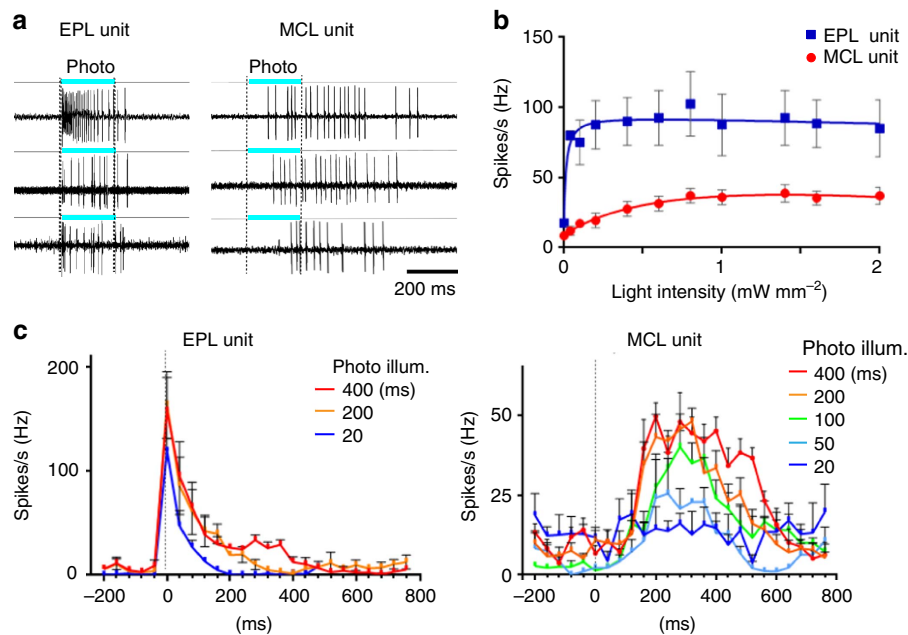 a
EPL unit
MCL unit
Photo
Photo
200 ms
b
150
100
50
0
Spikes/s (Hz)
EPL unit
MCL unit
0
1
2
Light intensity (mW mm⁻²)
c
EPL unit
Photo illum.
400 (ms)
200
20
200
100
0
Spikes/s (Hz)
−200
0
200
400
600
800
(ms)
MCL unit
Photo illum.
400 (ms)
200
100
50
20
50
25
0
Spikes/s (Hz)
−200
0
200
400
600
800
(ms)